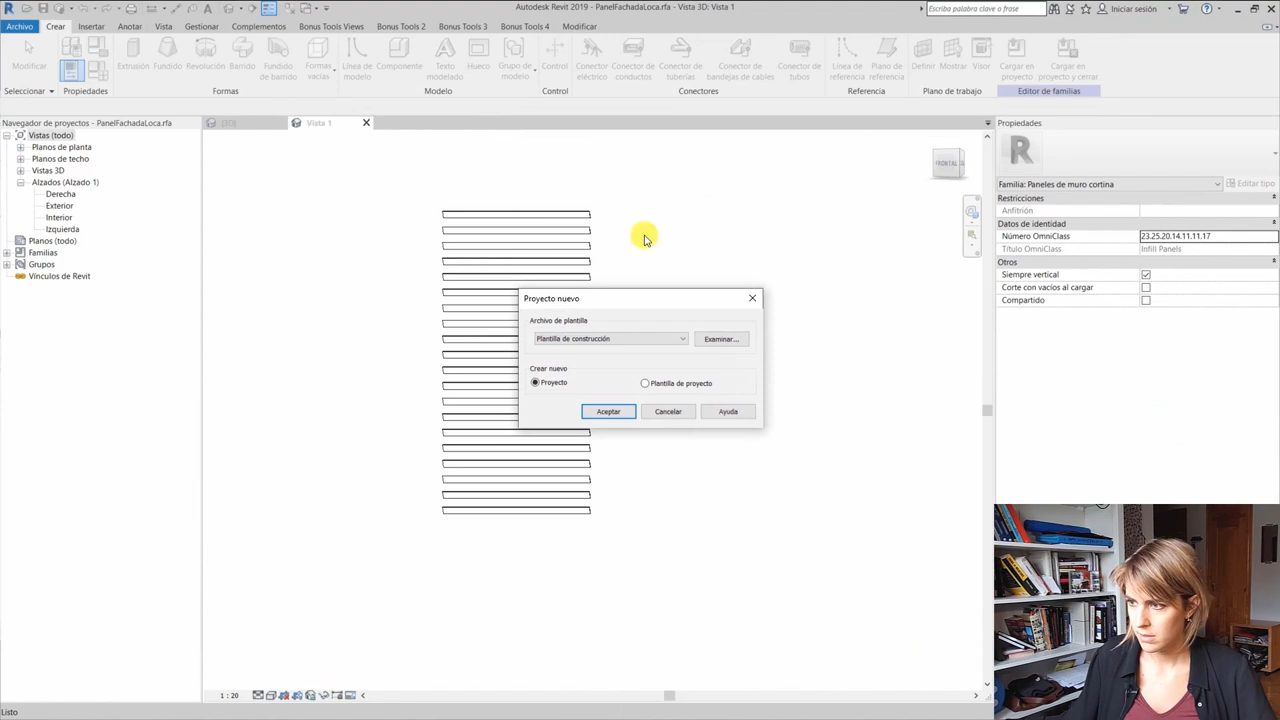 Autodesk Revit 2019 - PanelFachadaLoca.rfa - Vista 3D: Vista 1
Escriba palabra clave o frase
Iniciar sesión
Archivo Crear Insertar Anotar Vista Gestionar Complementos Bonus Tools Views Bonus Tools 2 Bonus Tools 3 Bonus Tools 4 Modificar
Modificar
Extrusión
Fundido
Revolución
Barrido
Fundido de barrido
Formas vacías
Línea de modelo
Componente
Texto modelado
Hueco
Grupo de modelo
Control
Conector eléctrico
Conector de conductos
Conector de tuberías
Conector de bandejas de cables
Conector de tubos
Línea de referencia
Plano de referencia
Definir
Mostrar
Visor
Cargar en proyecto
Cargar en proyecto y cerrar
Seleccionar
Propiedades
Formas
Modelo
Control
Conectores
Referencia
Plano de trabajo
Editor de familias
Navegador de proyectos - PanelFachadaLoca.rfa
Vistas (todo)
Planos de planta
Planos de techo
Vistas 3D
Alzados (Alzado 1)
Derecha
Exterior
Interior
Izquierda
Planos (todo)
Familias
Grupos
Vínculos de Revit
{3D}
Vista 1
FRONTAL
Proyecto nuevo
Archivo de plantilla
Plantilla de construcción
Examinar...
Crear nuevo
Proyecto
Plantilla de proyecto
Aceptar
Cancelar
Ayuda
Propiedades
R
Familia: Paneles de muro cortina
Editar tipo
Restricciones
Anfitrión
Datos de identidad
Número OmniClass 23.25.20.14.11.11.17
Título OmniClass Infill Panels
Otros
Siempre vertical
Corte con vacíos al cargar
Compartido
1 : 20
Listo